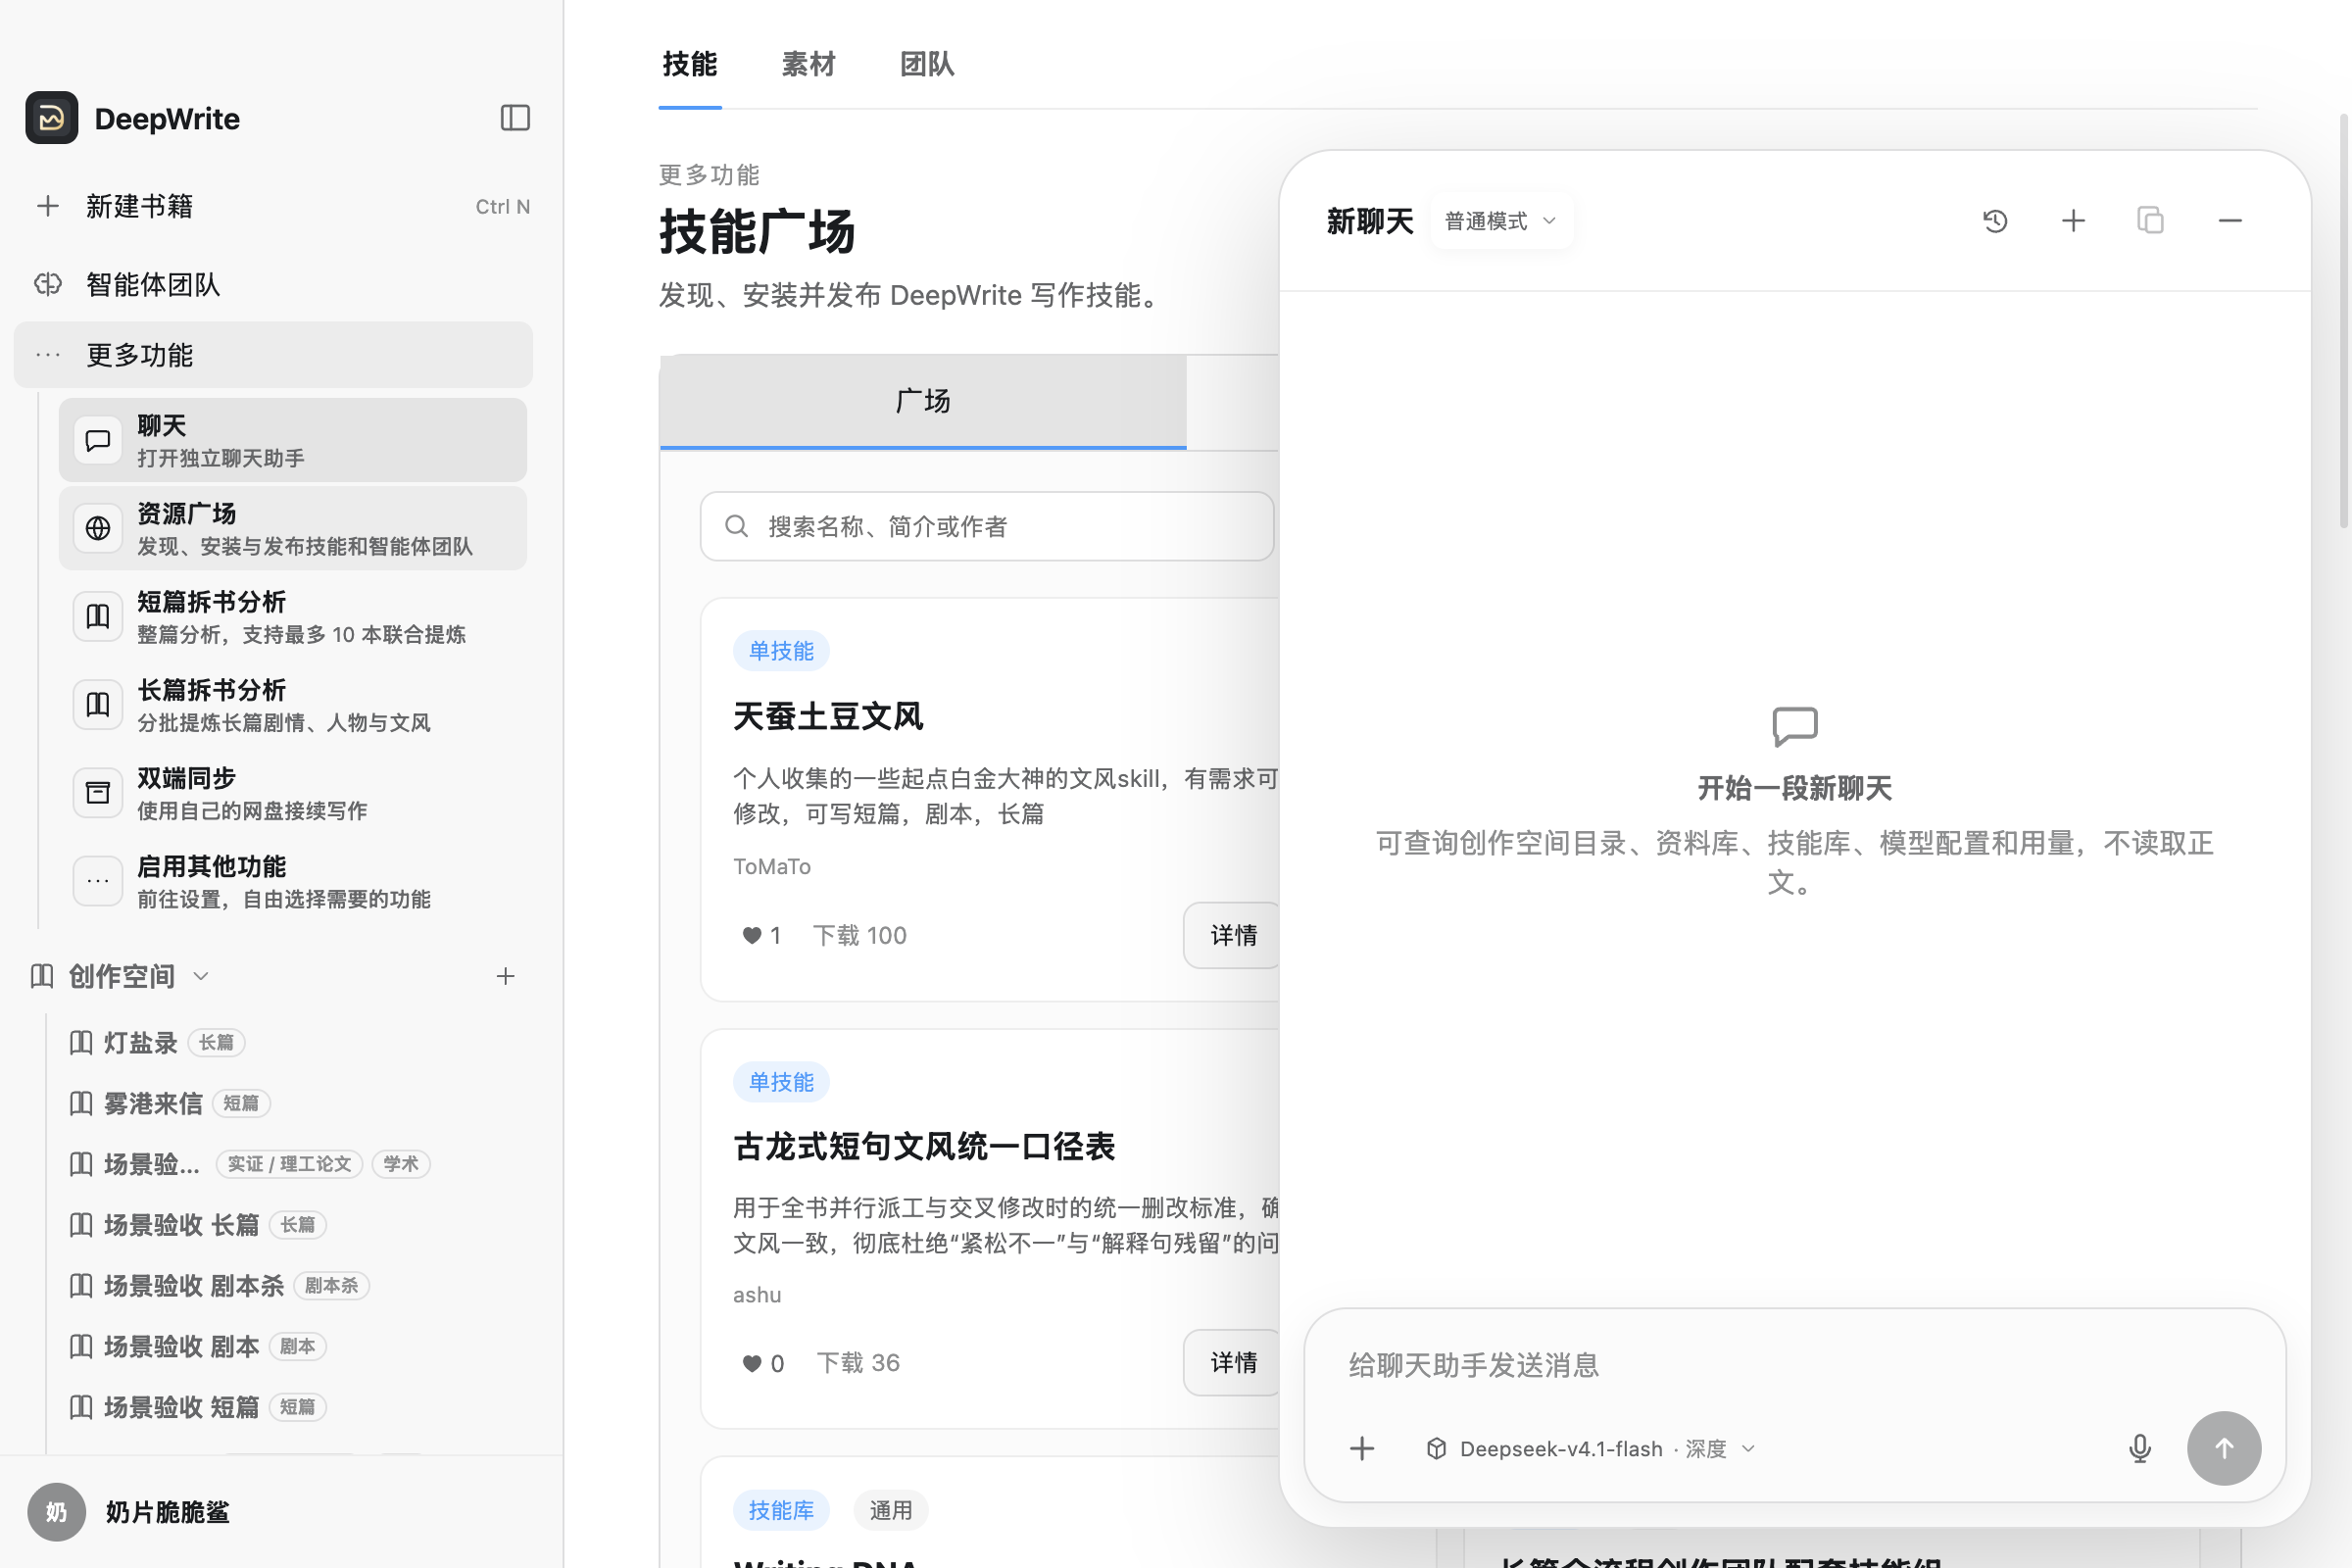 DeepWrite
新建书籍
Ctrl N
智能体团队
更多功能
聊天
打开独立聊天助手
资源广场
发现、安装与发布技能和智能体团队
短篇拆书分析
整篇分析，支持最多 10 本联合提炼
长篇拆书分析
分批提炼长篇剧情、人物与文风
双端同步
使用自己的网盘接续写作
启用其他功能
前往设置，自由选择需要的功能
创作空间
灯盐录 长篇
雾港来信 短篇
场景验... 实证 / 理工论文 学术
场景验收 长篇 长篇
场景验收 剧本杀 剧本杀
场景验收 剧本 剧本
场景验收 短篇 短篇
奶 奶片脆脆鲨
技能 素材 团队
更多功能
技能广场
发现、安装并发布 DeepWrite 写作技能。
广场
搜索名称、简介或作者
单技能
天蚕土豆文风
个人收集的一些起点白金大神的文风skill，有需求可
修改，可写短篇，剧本，长篇
ToMaTo
1 下载 100 详情
单技能
古龙式短句文风统一口径表
用于全书并行派工与交叉修改时的统一删改标准，确
文风一致，彻底杜绝“紧松不一”与“解释句残留”的问
ashu
0 下载 36 详情
技能库 通用
Writing DNA
新聊天 普通模式
开始一段新聊天
可查询创作空间目录、资料库、技能库、模型配置和用量，不读取正
文。
给聊天助手发送消息
Deepseek-v4.1-flash · 深度
长篇全流程创作团队配套技能组